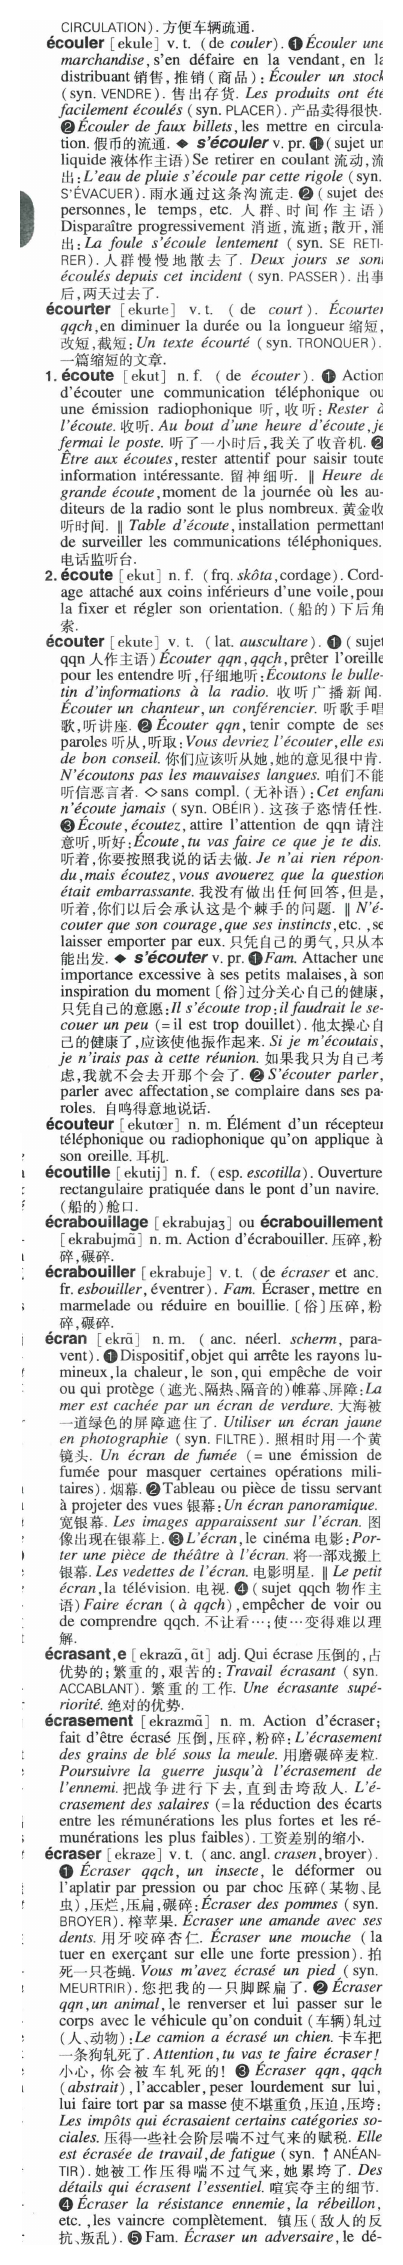 CIRCULATION). 方便车辆疏通.
écouler [ekule] v. t. (de couler). ❶ Écouler une
marchandise, s'en défaire en la vendant, en la
distribuant 销售, 推销(商品): Écouler un stock
(syn. VENDRE). 售出存货. Les produits ont été
facilement écoulés (syn. PLACER). 产品卖得很快.
❷ Écouler de faux billets, les mettre en circula-
tion. 假币的流通. ◆ s'écouler v. pr. ❶ (sujet un
liquide 液体作主语) Se retirer en coulant 流动, 流
出: L'eau de pluie s'écoule par cette rigole (syn.
S'ÉVACUER). 雨水通过这条沟流走. ❷ (sujet des
personnes, le temps, etc. 人群、时间作主语)
Disparaître progressivement 消逝, 流逝; 散开, 涌
出: La foule s'écoule lentement (syn. SE RETI-
RER). 人群慢慢地散去了. Deux jours se sont
écoulés depuis cet incident (syn. PASSER). 出事
后, 两天过去了.
écourter [ekurte] v. t. (de court). Écourter
qqch, en diminuer la durée ou la longueur 缩短,
改短, 截短: Un texte écourté (syn. TRONQUER).
一篇缩短的文章.
1. écoute [ekut] n. f. (de écouter). ❶ Action
d'écouter une communication téléphonique ou
une émission radiophonique 听, 收听: Rester à
l'écoute. 收听. Au bout d'une heure d'écoute, je
fermai le poste. 听了一小时后, 我关了收音机. ❷
Être aux écoutes, rester attentif pour saisir toute
information intéressante. 留神细听. ‖ Heure de
grande écoute, moment de la journée où les au-
diteurs de la radio sont le plus nombreux. 黄金收
听时间. ‖ Table d'écoute, installation permettant
de surveiller les communications téléphoniques.
电话监听台.
2. écoute [ekut] n. f. (frq. skôta, cordage). Cord-
age attaché aux coins inférieurs d'une voile, pour
la fixer et régler son orientation. (船的)下后角
索.
écouter [ekute] v. t. (lat. auscultare). ❶ (sujet
qqn 人作主语) Écouter qqn, qqch, prêter l'oreille
pour les entendre 听, 仔细地听: Écoutons le bulle-
tin d'informations à la radio. 收听广播新闻.
Écouter un chanteur, un conférencier. 听歌手唱
歌, 听讲座. ❷ Écouter qqn, tenir compte de ses
paroles 听从, 听取: Vous devriez l'écouter, elle est
de bon conseil. 你们应该听从她, 她的意见很中肯.
N'écoutons pas les mauvaises langues. 咱们不能
听信恶言者. ◇ sans compl. (无补语): Cet enfant
n'écoute jamais (syn. OBÉIR). 这孩子恣情任性.
❸ Écoute, écoutez, attire l'attention de qqn 请注
意听, 听好: Écoute, tu vas faire ce que je te dis.
听着, 你要按照我说的话去做. Je n'ai rien répon-
du, mais écoutez, vous avouerez que la question
était embarrassante. 我没有做出任何回答, 但是,
听着, 你们以后会承认这是个棘手的问题. ‖ N'é-
couter que son courage, que ses instincts, etc., se
laisser emporter par eux. 只凭自己的勇气, 只从本
能出发. ◆ s'écouter v. pr. ❶ Fam. Attacher une
importance excessive à ses petits malaises, à son
inspiration du moment〔俗〕过分关心自己的健康,
只凭自己的意愿: Il s'écoute trop: il faudrait le se-
couer un peu (= il est trop douillet). 他太操心自
己的健康了, 应该使他振作起来. Si je m'écoutais,
je n'irais pas à cette réunion. 如果我只为自己考
虑, 我就不会去开那个会了. ❷ S'écouter parler,
parler avec affectation, se complaire dans ses pa-
roles. 自鸣得意地说话.
écouteur [ekutœr] n. m. Élément d'un récepteur
téléphonique ou radiophonique qu'on applique à
son oreille. 耳机.
écoutille [ekutij] n. f. (esp. escotilla). Ouverture
rectangulaire pratiquée dans le pont d'un navire.
(船的)舱口.
écrabouillage [ekrabujaʒ] ou écrabouillement
[ekrabujmɑ̃] n. m. Action d'écrabouiller. 压碎, 粉
碎, 碾碎.
écrabouiller [ekrabuje] v. t. (de écraser et anc.
fr. esbouiller, éventrer). Fam. Écraser, mettre en
marmelade ou réduire en bouillie.〔俗〕压碎, 粉
碎, 碾碎.
écran [ekrɑ̃] n. m. (anc. néerl. scherm, para-
vent). ❶ Dispositif, objet qui arrête les rayons lu-
mineux, la chaleur, le son, qui empêche de voir
ou qui protège (遮光、隔热、隔音的)帷幕, 屏障: La
mer est cachée par un écran de verdure. 大海被
一道绿色的屏障遮住了. Utiliser un écran jaune
en photographie (syn. FILTRE). 照相时用一个黄
镜头. Un écran de fumée (= une émission de
fumée pour masquer certaines opérations mili-
taires). 烟幕. ❷ Tableau ou pièce de tissu servant
à projeter des vues 银幕: Un écran panoramique.
宽银幕. Les images apparaissent sur l'écran. 图
像出现在银幕上. ❸ L'écran, le cinéma 电影: Por-
ter une pièce de théâtre à l'écran. 将一部戏搬上
银幕. Les vedettes de l'écran. 电影明星. ‖ Le petit
écran, la télévision. 电视. ❹ (sujet qqch 物作主
语) Faire écran (à qqch), empêcher de voir ou
de comprendre qqch. 不让看…; 使…变得难以理
解.
écrasant, e [ekrazɑ̃, ɑ̃t] adj. Qui écrase 压倒的, 占
优势的; 繁重的, 艰苦的: Travail écrasant (syn.
ACCABLANT). 繁重的工作. Une écrasante supé-
riorité. 绝对的优势.
écrasement [ekrazmɑ̃] n. m. Action d'écraser;
fait d'être écrasé 压倒, 压碎, 粉碎: L'écrasement
des grains de blé sous la meule. 用磨碾碎麦粒.
Poursuivre la guerre jusqu'à l'écrasement de
l'ennemi. 把战争进行下去, 直到击垮敌人. L'é-
crasement des salaires (= la réduction des écarts
entre les rémunérations les plus fortes et les ré-
munérations les plus faibles). 工资差别的缩小.
écraser [ekraze] v. t. (anc. angl. crasen, broyer).
❶ Écraser qqch, un insecte, le déformer ou
l'aplatir par pression ou par choc 压碎(某物、昆
虫), 压烂, 压扁, 碾碎: Écraser des pommes (syn.
BROYER). 榨苹果. Écraser une amande avec ses
dents. 用牙咬碎杏仁. Écraser une mouche (la
tuer en exerçant sur elle une forte pression). 拍
死一只苍蝇. Vous m'avez écrasé un pied (syn.
MEURTRIR). 您把我的一只脚踩扁了. ❷ Écraser
qqn, un animal, le renverser et lui passer sur le
corps avec le véhicule qu'on conduit (车辆)轧过
(人、动物): Le camion a écrasé un chien. 卡车把
一条狗轧死了. Attention, tu vas te faire écraser!
小心, 你会被车轧死的! ❸ Écraser qqn, qqch
(abstrait), l'accabler, peser lourdement sur lui,
lui faire tort par sa masse 使不堪重负, 压迫, 压垮:
Les impôts qui écrasaient certains catégories so-
ciales. 压得一些社会阶层喘不过气来的赋税. Elle
est écrasée de travail, de fatigue (syn. ↑ ANÉAN-
TIR). 她被工作压得喘不过气来, 她累垮了. Des
détails qui écrasent l'essentiel. 喧宾夺主的细节.
❹ Écraser la résistance ennemie, la rébeilion,
etc., les vaincre complètement. 镇压(敌人的反
抗、叛乱). ❺ Fam. Écraser un adversaire, le dé-